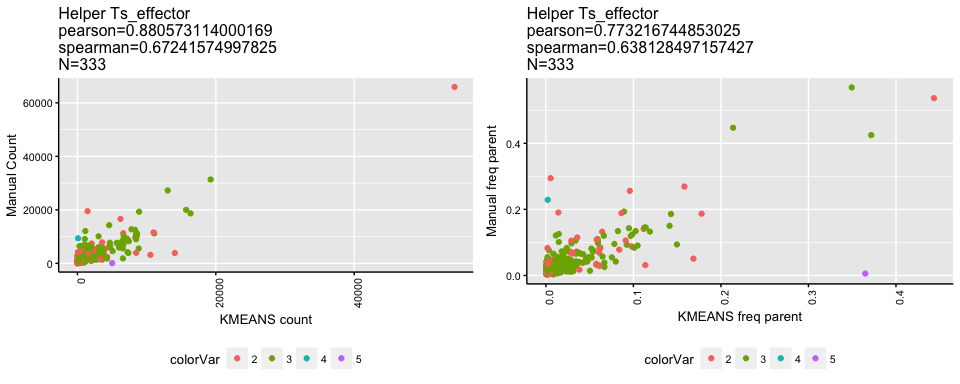 Helper Ts_effector
pearson=0.880573114000169
spearman=0.67241574997825
N=333
60000
40000
20000
0
Manual Count
0
20000
40000
KMEANS count
colorVar 2 3 4 5
Helper Ts_effector
pearson=0.773216744853025
spearman=0.638128497157427
N=333
0.4
0.2
0.0
Manual freq parent
0.0
0.1
0.2
0.3
0.4
KMEANS freq parent
colorVar 2 3 4 5